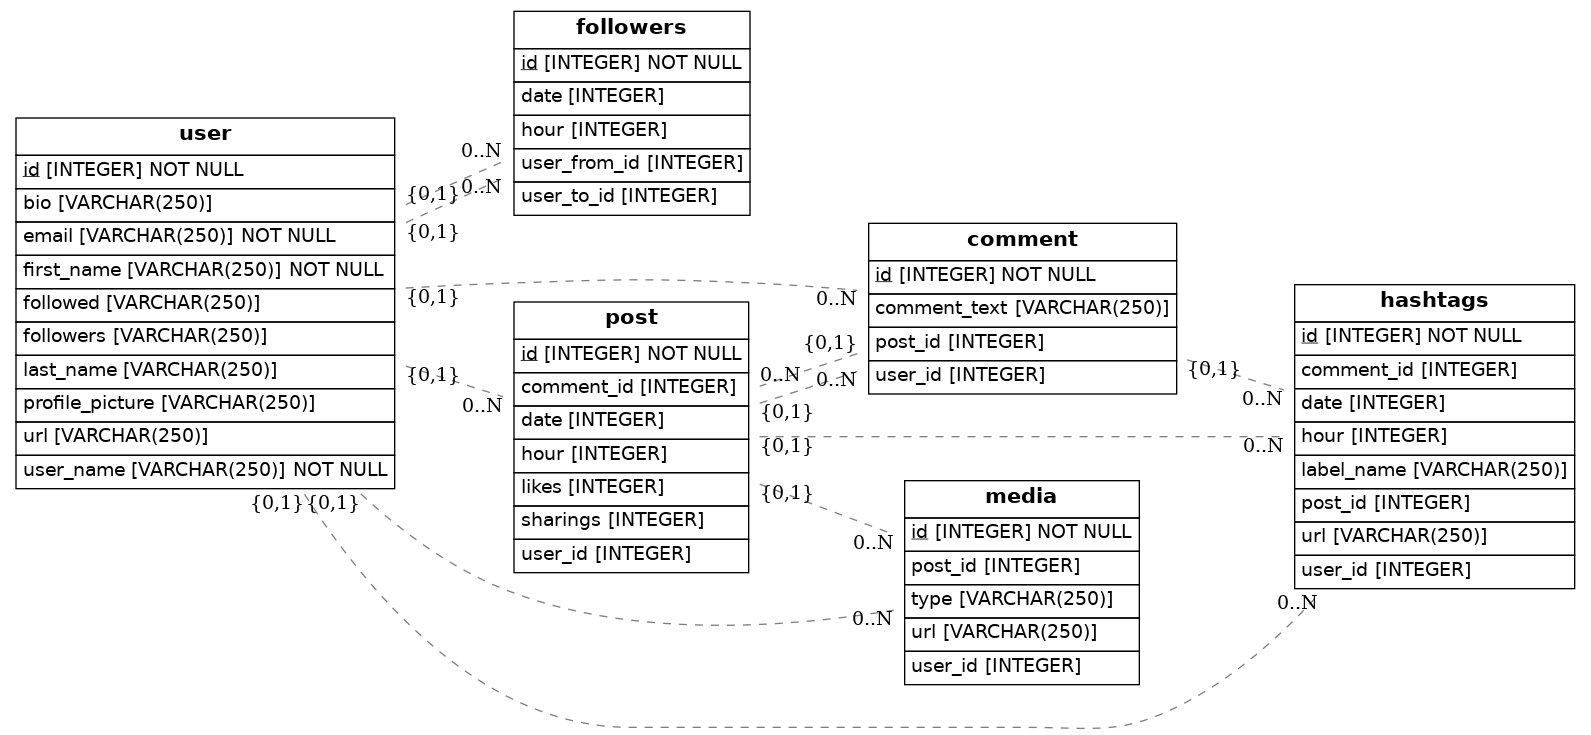 followers
id [INTEGER] NOT NULL
date [INTEGER]
hour [INTEGER]
user_from_id [INTEGER]
user_to_id [INTEGER]
user
id [INTEGER] NOT NULL
bio [VARCHAR(250)]
email [VARCHAR(250)] NOT NULL
first_name [VARCHAR(250)] NOT NULL
followed [VARCHAR(250)]
followers [VARCHAR(250)]
last_name [VARCHAR(250)]
profile_picture [VARCHAR(250)]
url [VARCHAR(250)]
user_name [VARCHAR(250)] NOT NULL
0..N
{0,1}
0..N
{0,1}
{0,1}
0..N
{0,1}
0..N
{0,1}{0,1}
post
id [INTEGER] NOT NULL
comment_id [INTEGER]
date [INTEGER]
hour [INTEGER]
likes [INTEGER]
sharings [INTEGER]
user_id [INTEGER]
{0,1}
0..N
0..N
{0,1}
{0,1}
0..N
{0,1}
0..N
0..N
comment
id [INTEGER] NOT NULL
comment_text [VARCHAR(250)]
post_id [INTEGER]
user_id [INTEGER]
{0,1}
0..N
media
id [INTEGER] NOT NULL
post_id [INTEGER]
type [VARCHAR(250)]
url [VARCHAR(250)]
user_id [INTEGER]
hashtags
id [INTEGER] NOT NULL
comment_id [INTEGER]
date [INTEGER]
hour [INTEGER]
label_name [VARCHAR(250)]
post_id [INTEGER]
url [VARCHAR(250)]
user_id [INTEGER]
0..N